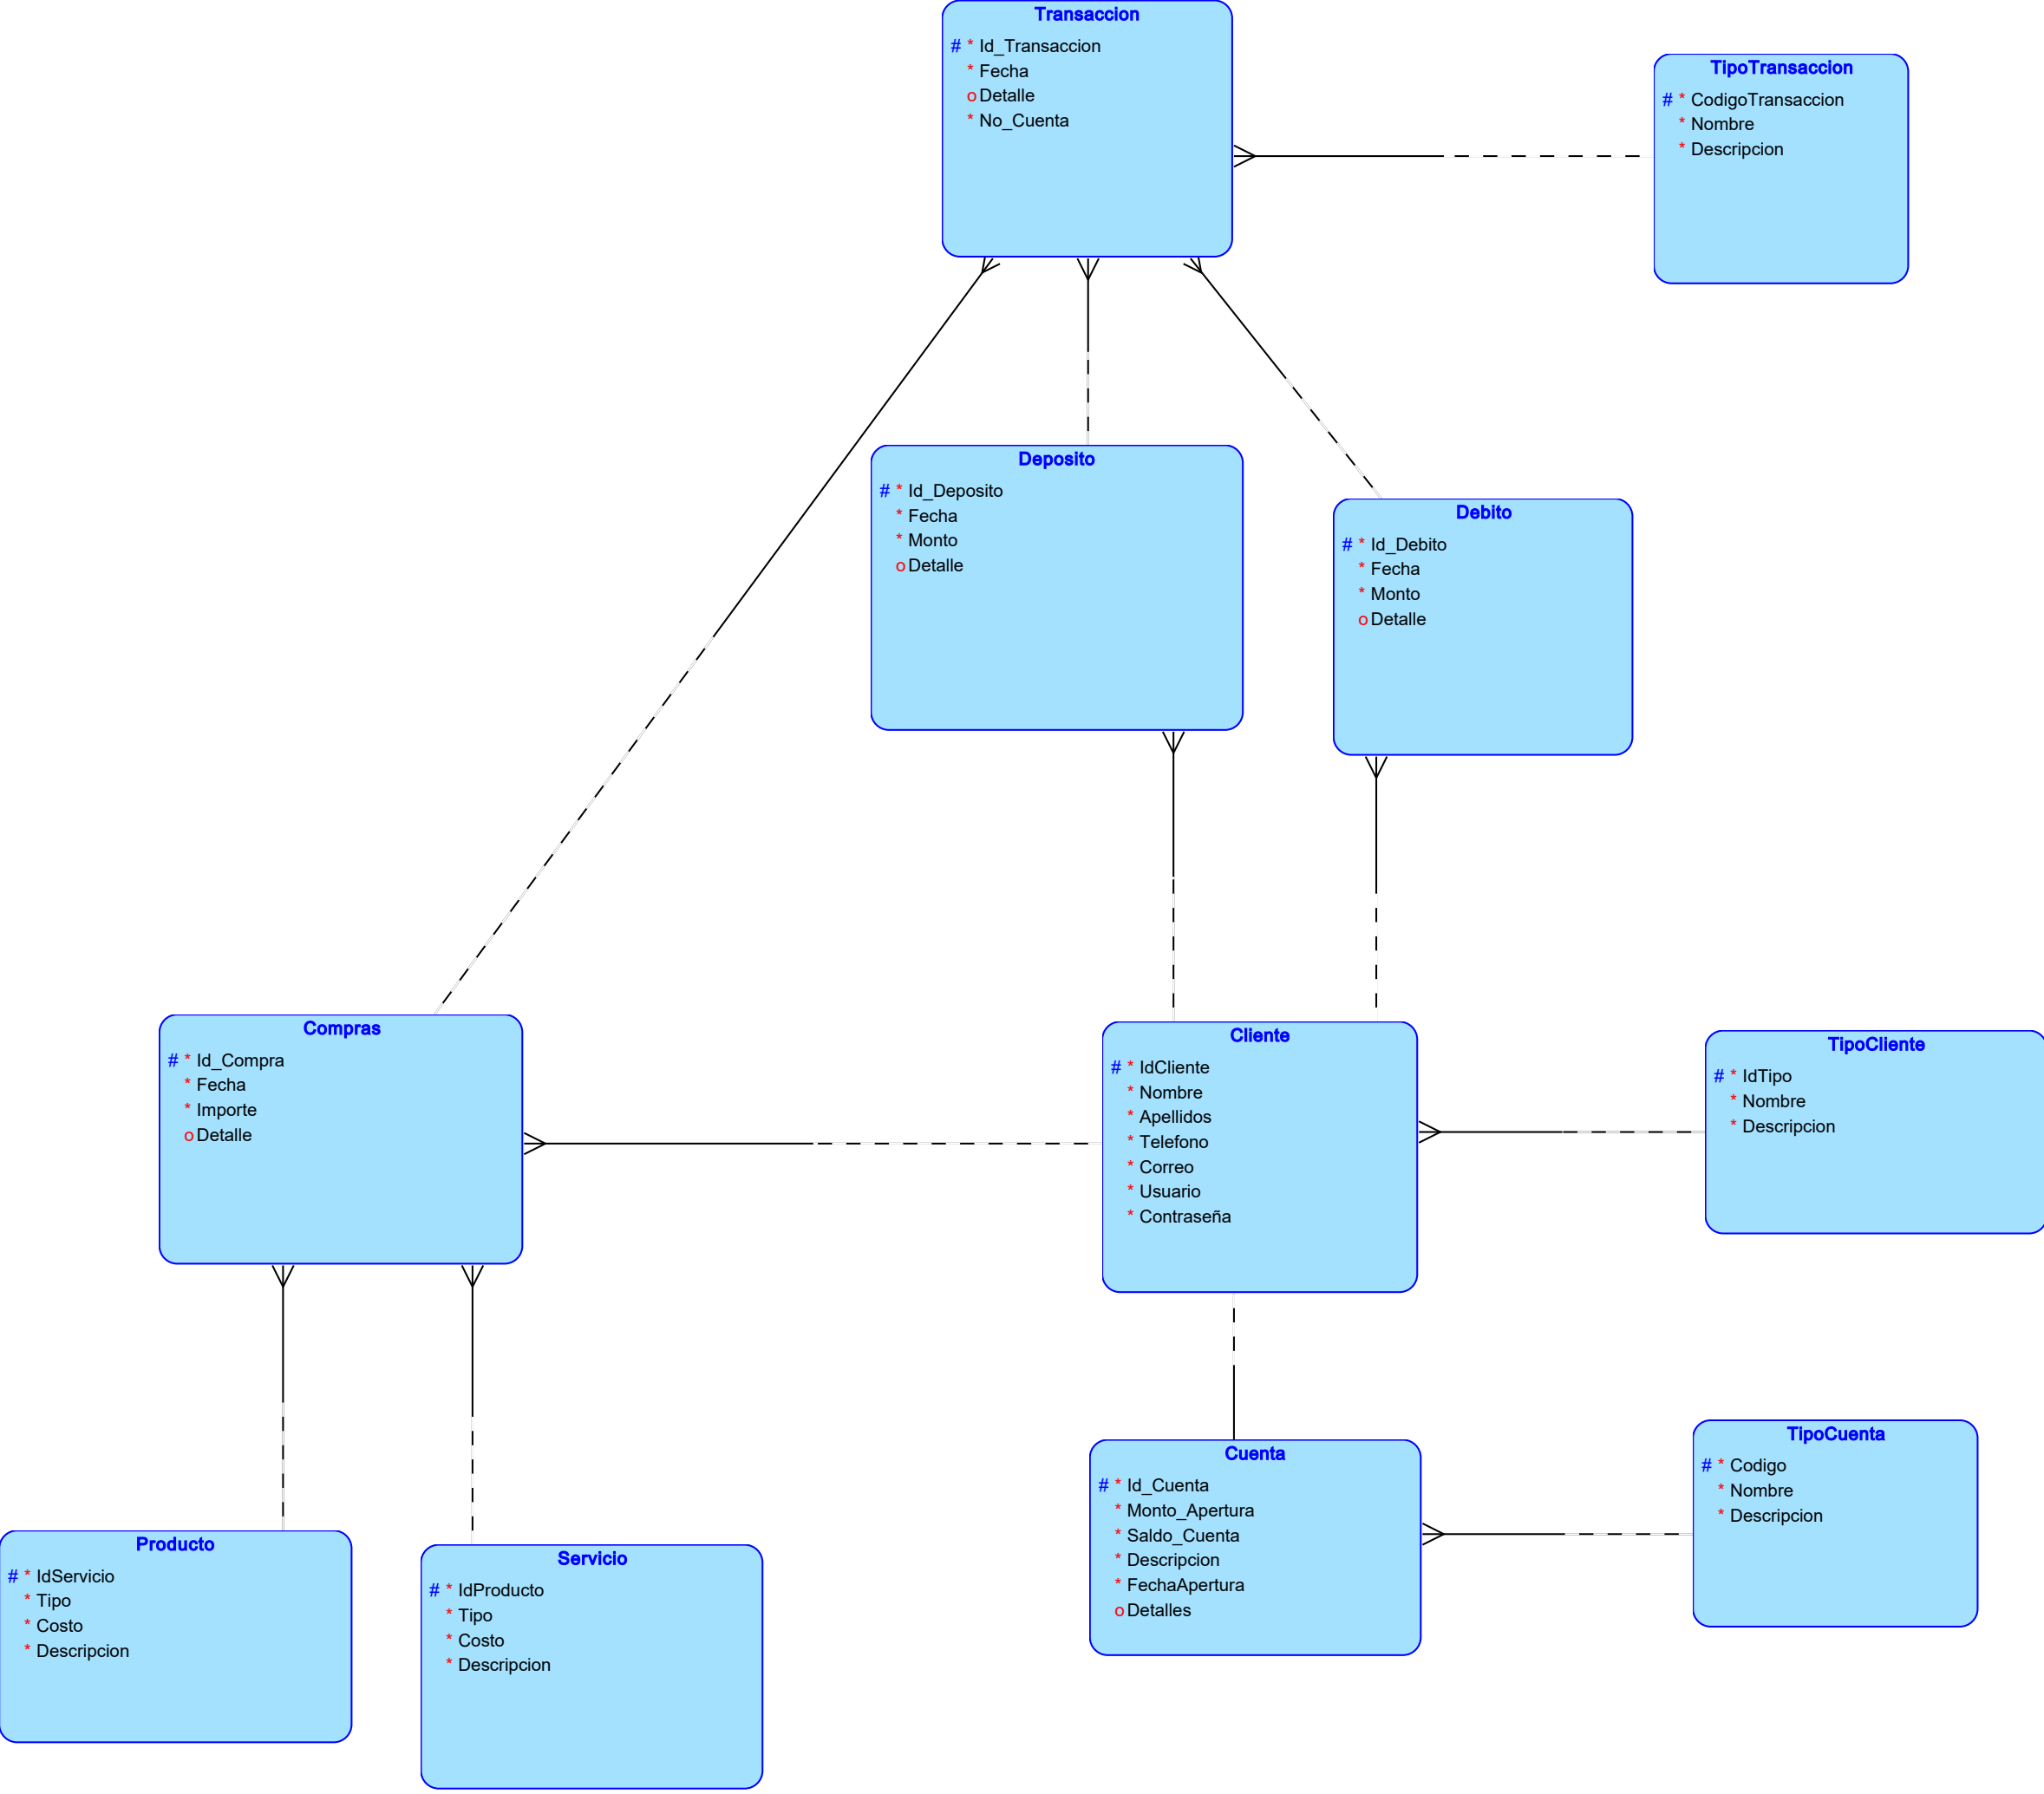 Transaccion
# * Id_Transaccion
* Fecha
o Detalle
* No_Cuenta
TipoTransaccion
# * CodigoTransaccion
* Nombre
* Descripcion
Deposito
# * Id_Deposito
* Fecha
* Monto
o Detalle
Debito
# * Id_Debito
* Fecha
* Monto
o Detalle
Compras
# * Id_Compra
* Fecha
* Importe
o Detalle
Cliente
# * IdCliente
* Nombre
* Apellidos
* Telefono
* Correo
* Usuario
* Contraseña
TipoCliente
# * IdTipo
* Nombre
* Descripcion
Producto
# * IdServicio
* Tipo
* Costo
* Descripcion
Servicio
# * IdProducto
* Tipo
* Costo
* Descripcion
Cuenta
# * Id_Cuenta
* Monto_Apertura
* Saldo_Cuenta
* Descripcion
* FechaApertura
o Detalles
TipoCuenta
# * Codigo
* Nombre
* Descripcion